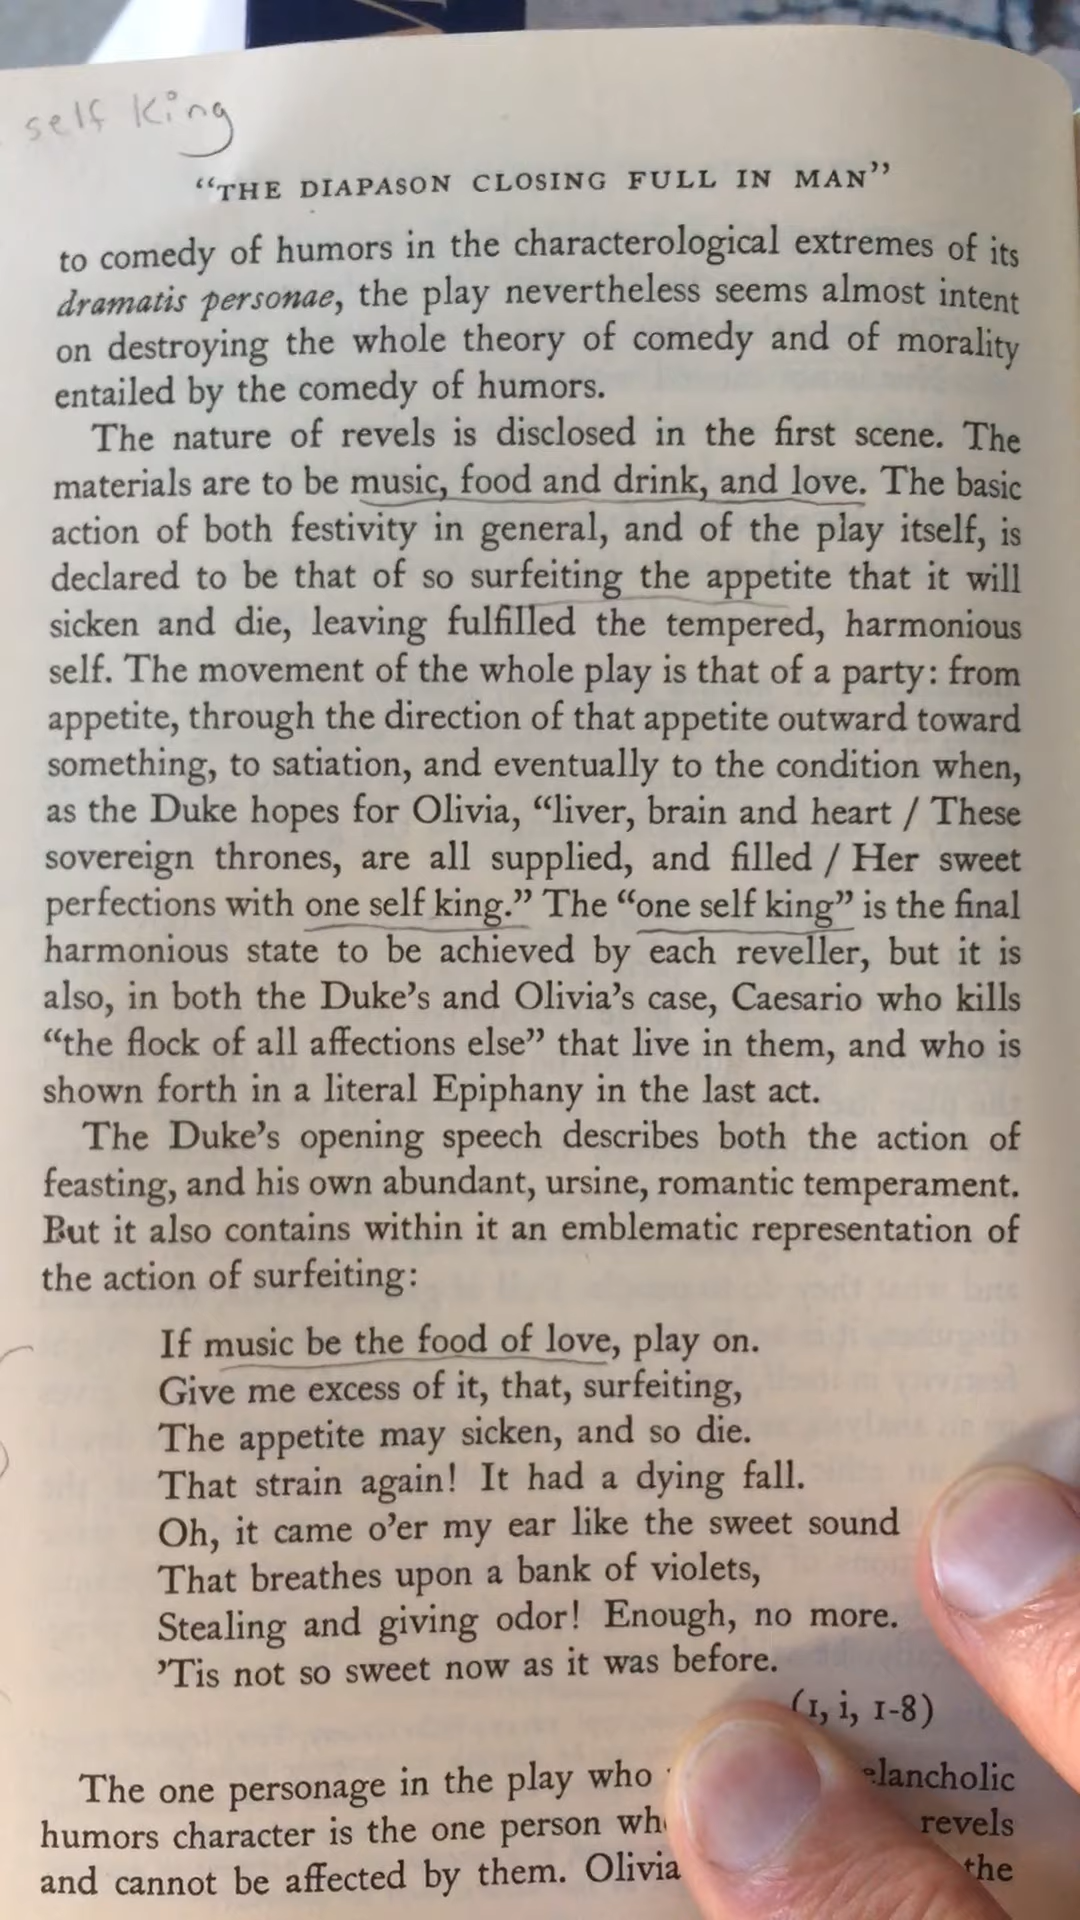 self king
“THE DIAPASON CLOSING FULL IN MAN”
to comedy of humors in the characterological extremes of its
dramatis personae, the play nevertheless seems almost intent
on destroying the whole theory of comedy and of morality
entailed by the comedy of humors.
The nature of revels is disclosed in the first scene. The
materials are to be music, food and drink, and love. The basic
action of both festivity in general, and of the play itself, is
declared to be that of so surfeiting the appetite that it will
sicken and die, leaving fulfilled the tempered, harmonious
self. The movement of the whole play is that of a party: from
appetite, through the direction of that appetite outward toward
something, to satiation, and eventually to the condition when,
as the Duke hopes for Olivia, “liver, brain and heart / These
sovereign thrones, are all supplied, and filled / Her sweet
perfections with one self king.” The “one self king” is the final
harmonious state to be achieved by each reveller, but it is
also, in both the Duke’s and Olivia’s case, Caesario who kills
“the flock of all affections else” that live in them, and who is
shown forth in a literal Epiphany in the last act.
The Duke’s opening speech describes both the action of
feasting, and his own abundant, ursine, romantic temperament.
But it also contains within it an emblematic representation of
the action of surfeiting:
If music be the food of love, play on.
Give me excess of it, that, surfeiting,
The appetite may sicken, and so die.
That strain again! It had a dying fall.
Oh, it came o’er my ear like the sweet sound
That breathes upon a bank of violets,
Stealing and giving odor! Enough, no more.
’Tis not so sweet now as it was before.
(1, i, 1-8)
The one personage in the play who elancholic
humors character is the one person revels
and cannot be affected by them. Olivia the